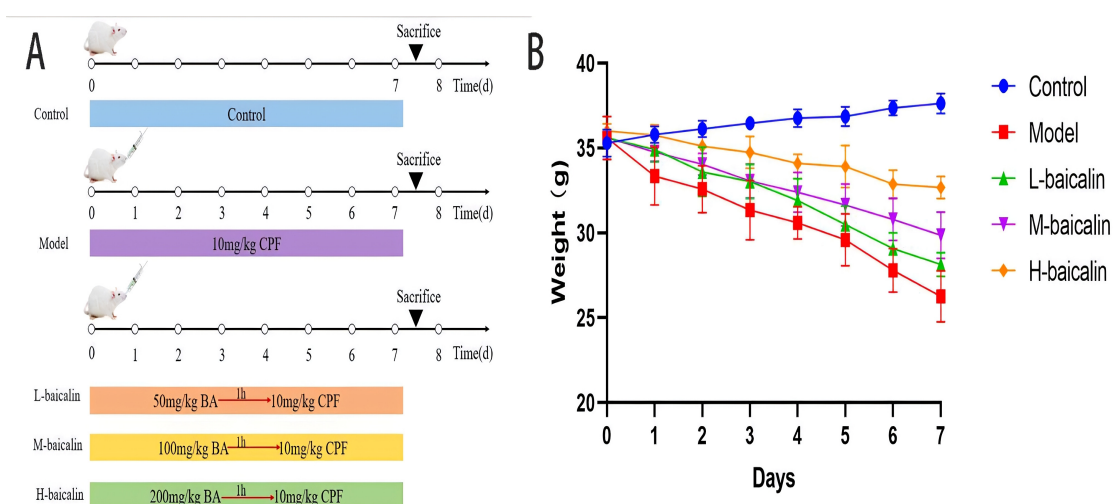 A
Sacrifice
0 7 8 Time(d)
Control Control
Sacrifice
0 1 2 3 4 5 6 7 8 Time(d)
Model 10mg/kg CPF
Sacrifice
0 1 2 3 4 5 6 7 8 Time(d)
L-baicalin 50mg/kg BA 1h 10mg/kg CPF
M-baicalin 100mg/kg BA 1h 10mg/kg CPF
H-baicalin 200mg/kg BA 1h 10mg/kg CPF
B
Weight (g)
40
35
30
25
20
0 1 2 3 4 5 6 7
Days
Control
Model
L-baicalin
M-baicalin
H-baicalin